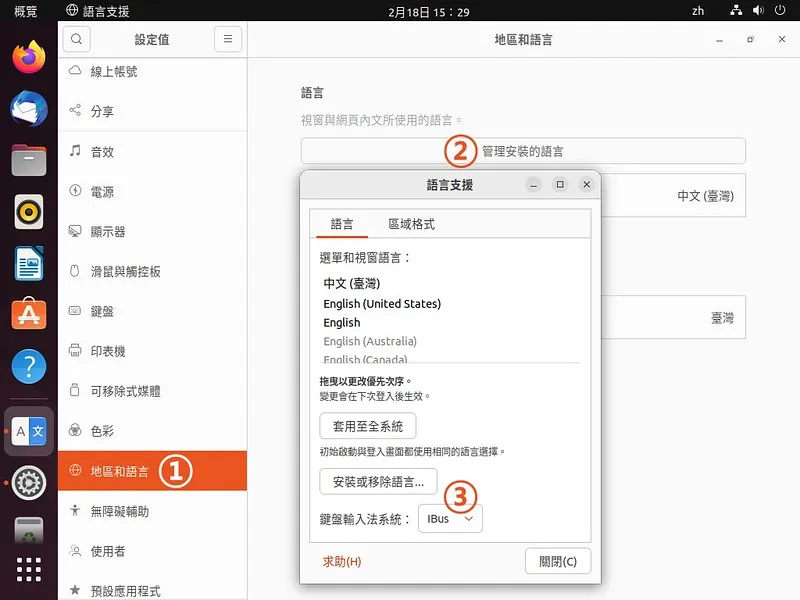 概覽 語言支援 2月18日 15：29 zh
設定值 地區和語言
線上帳號
分享
音效
電源
顯示器
滑鼠與觸控板
鍵盤
印表機
可移除式媒體
色彩
地區和語言 1
無障礙輔助
使用者
預設應用程式
語言
視窗與網頁內文所使用的語言。
2 管理安裝的語言
中文 (臺灣)
臺灣
語言支援
語言 區域格式
選單和視窗語言：
中文 (臺灣)
English (United States)
English
English (Australia)
English (Canada)
拖曳以更改優先次序。
變更會在下次登入後生效。
套用至全系統
初始啟動與登入畫面都使用相同的語言選擇。
安裝或移除語言...
3
鍵盤輸入法系統： IBus
求助(H) 關閉(C)
A 文